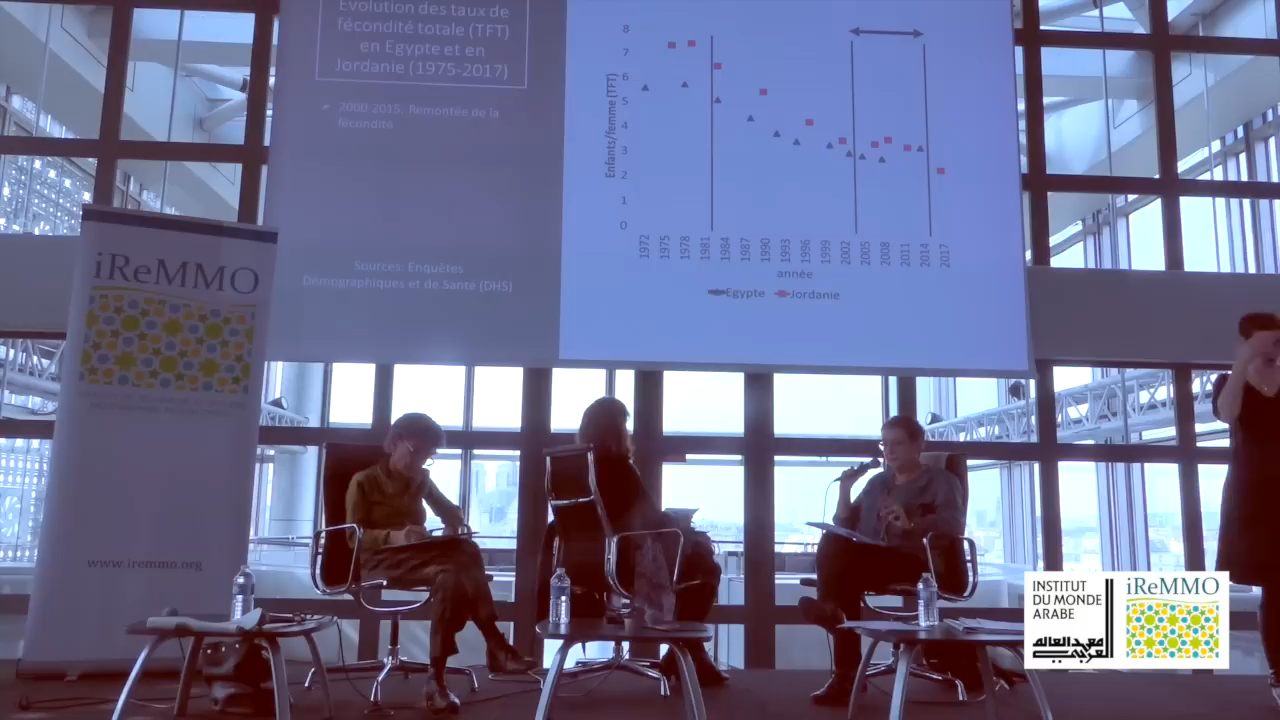 Evolution des taux de
fécondité totale (TFT)
en Egypte et en
Jordanie (1975-2017)
2000-2015: Remontée de la
fécondité
Sources: Enquêtes
Démographiques et de Santé (DHS)
Enfants/femme (TFT)
8
7
6
5
4
3
2
1
0
1972
1975
1978
1981
1984
1987
1990
1993
1996
1999
2002
2005
2008
2011
2014
2017
année
Egypte
Jordanie
iReMMO
www.iremmo.org
INSTITUT
DU MONDE
ARABE
معهد العالم
العربي
iReMMO